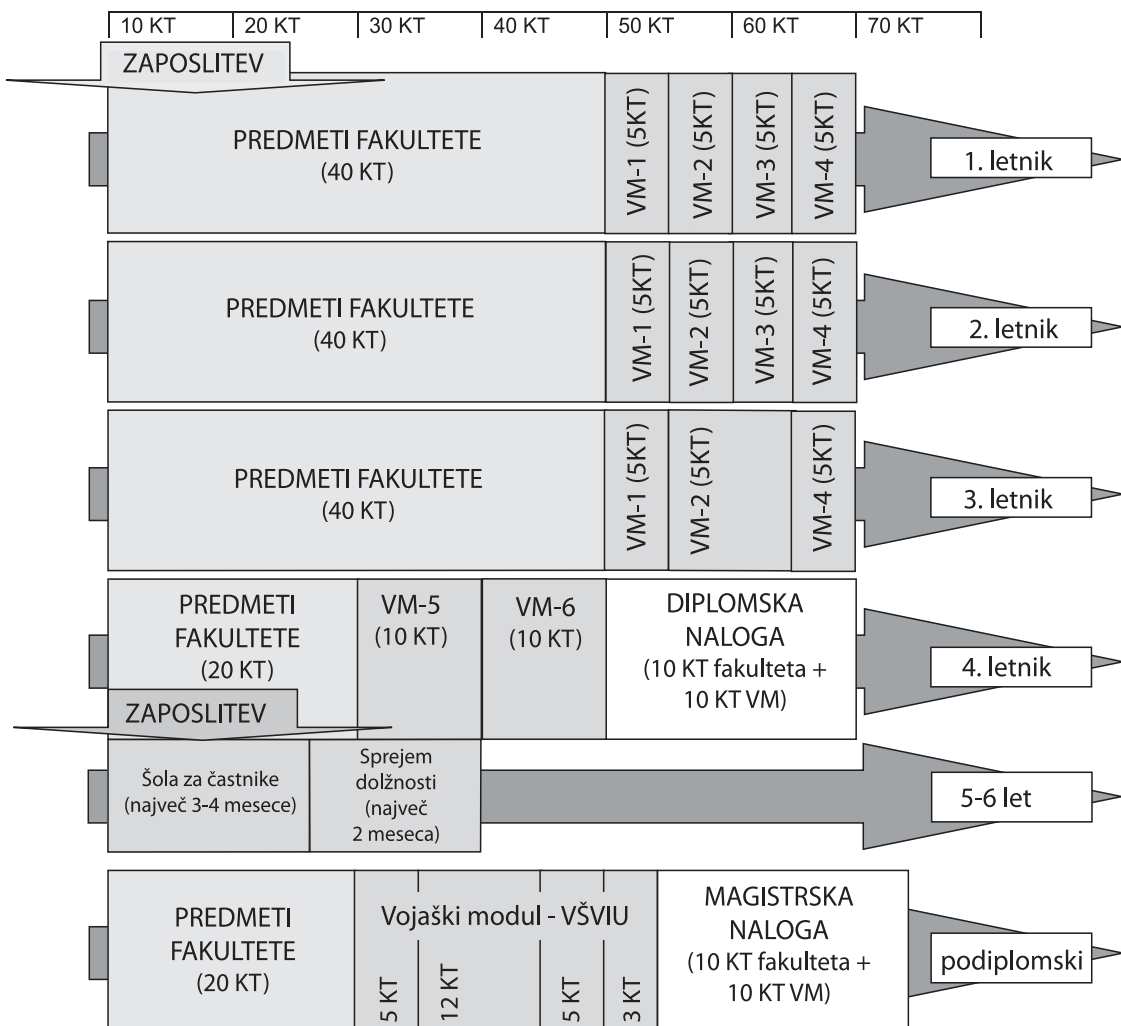 10 KT 20 KT 30 KT 40 KT 50 KT 60 KT 70 KT
ZAPOSLITEV
PREDMETI FAKULTETE
(40 KT)
VM-1 (5KT)
VM-2 (5KT)
VM-3 (5KT)
VM-4 (5KT)
1. letnik
PREDMETI FAKULTETE
(40 KT)
VM-1 (5KT)
VM-2 (5KT)
VM-3 (5KT)
VM-4 (5KT)
2. letnik
PREDMETI FAKULTETE
(40 KT)
VM-1 (5KT)
VM-2 (5KT)
VM-4 (5KT)
3. letnik
PREDMETI
FAKULTETE
(20 KT)
VM-5
(10 KT)
VM-6
(10 KT)
DIPLOMSKA
NALOGA
(10 KT fakulteta +
10 KT VM)
4. letnik
ZAPOSLITEV
Šola za častnike
(največ 3-4 mesece)
Sprejem
dolžnosti
(največ
2 meseca)
5-6 let
PREDMETI
FAKULTETE
(20 KT)
Vojaški modul - VŠVIU
5 KT
12 KT
5 KT
3 KT
MAGISTRSKA
NALOGA
(10 KT fakulteta +
10 KT VM)
podiplomski